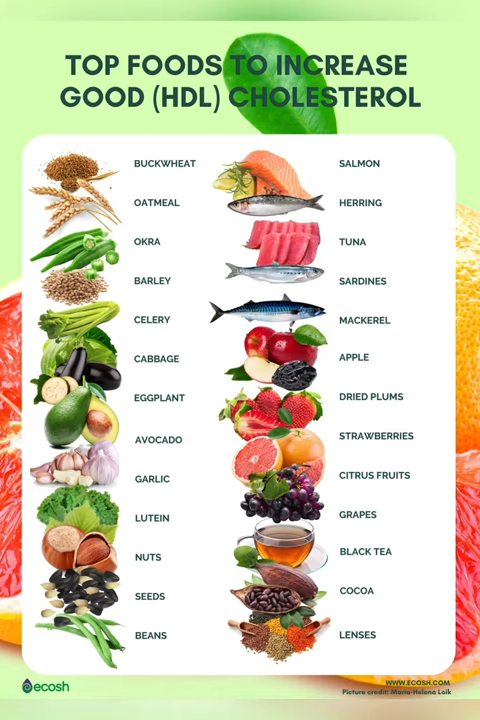 TOP FOODS TO INCREASE
GOOD (HDL) CHOLESTEROL
BUCKWHEAT
OATMEAL
OKRA
BARLEY
CELERY
CABBAGE
EGGPLANT
AVOCADO
GARLIC
LUTEIN
NUTS
SEEDS
BEANS
SALMON
HERRING
TUNA
SARDINES
MACKEREL
APPLE
DRIED PLUMS
STRAWBERRIES
CITRUS FRUITS
GRAPES
BLACK TEA
COCOA
LENSES
ecosh
WWW.ECOSH.COM
Picture credit: Maria-Helena Loik